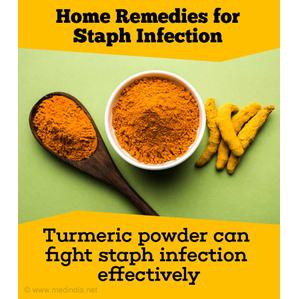 Home Remedies for
Staph Infection
Turmeric powder can
fight staph infection
effectively
© www.medindia.net